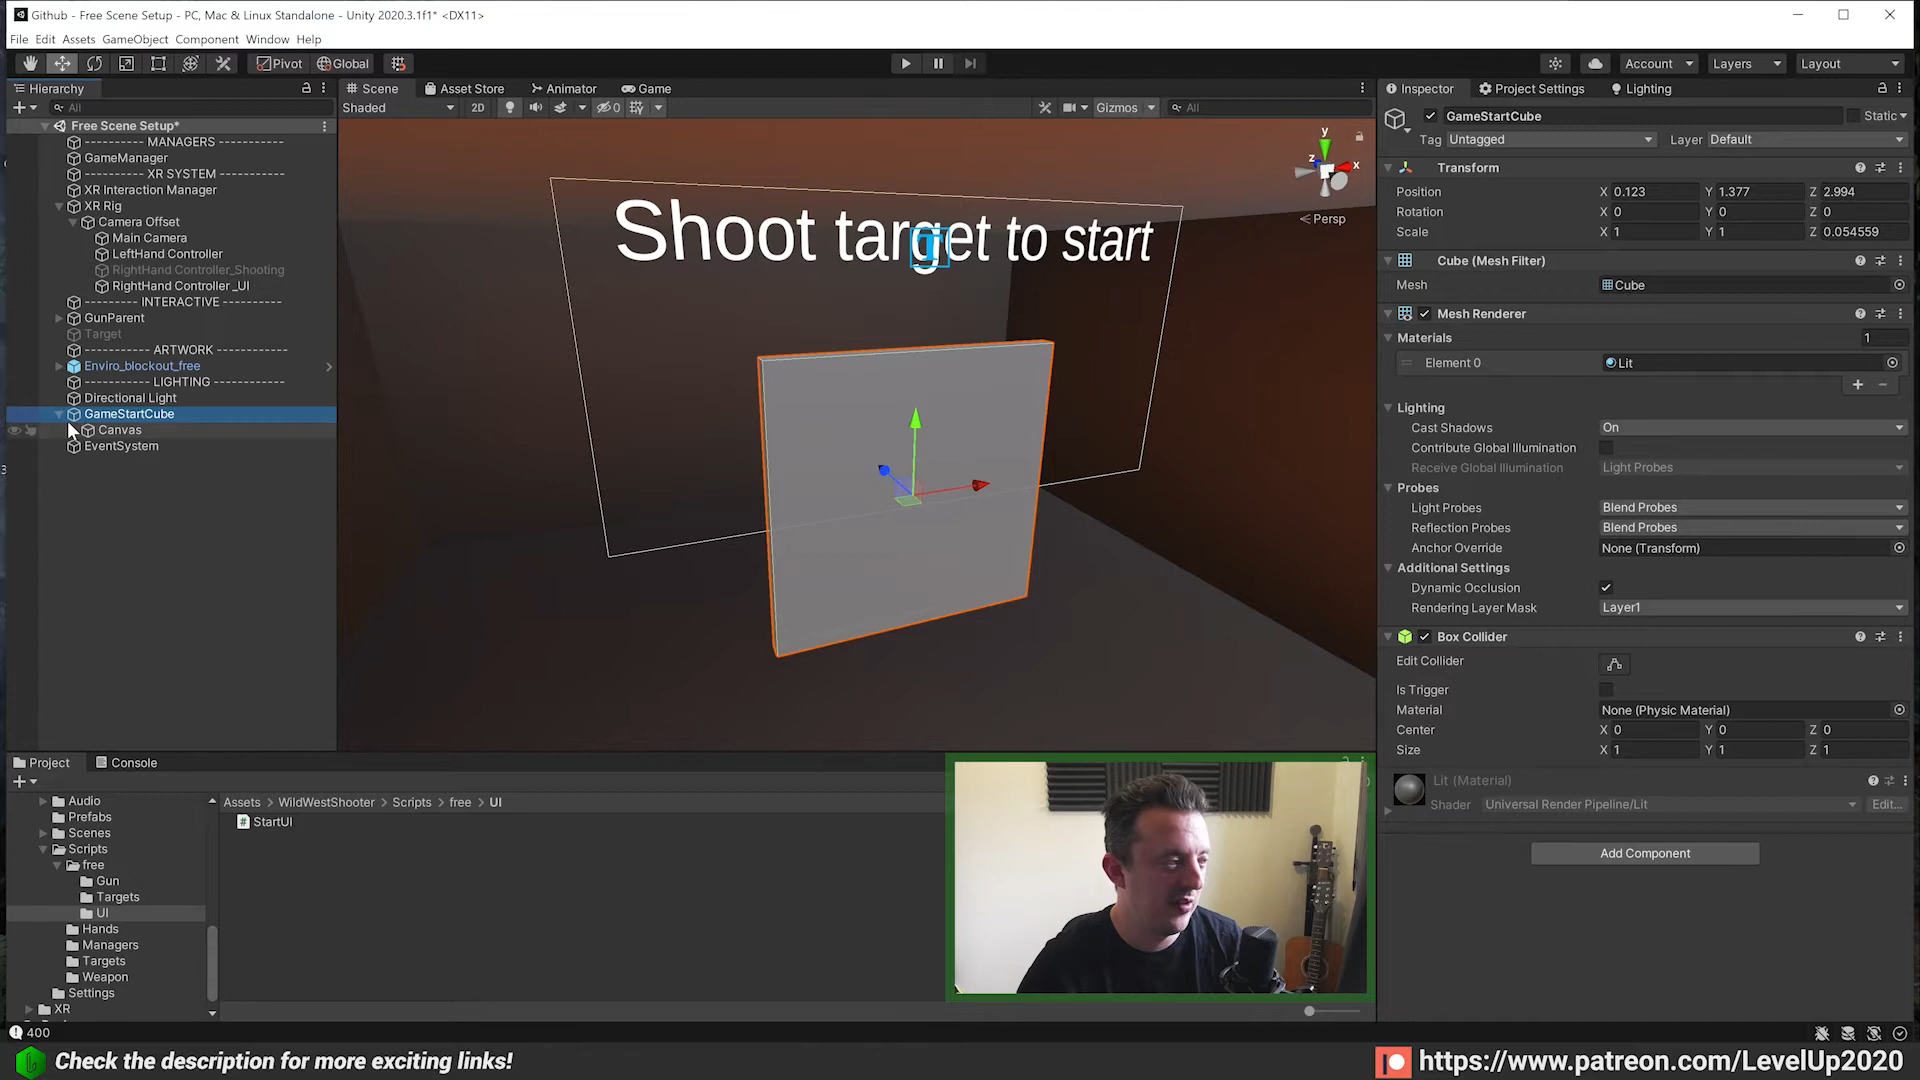 Github - Free Scene Setup - PC, Mac & Linux Standalone - Unity 2020.3.1f1* <DX11>
File Edit Assets GameObject Component Window Help
Pivot Global Account Layers Layout
Hierarchy
All
Free Scene Setup*
---------- MANAGERS -----------
GameManager
---------- XR SYSTEM -----------
XR Interaction Manager
XR Rig
Camera Offset
Main Camera
LeftHand Controller
RightHand Controller_Shooting
RightHand Controller _UI
---------- INTERACTIVE -----------
GunParent
Target
---------- ARTWORK -----------
Enviro_blockout_free
---------- LIGHTING -----------
Directional Light
GameStartCube
Canvas
EventSystem
Scene Asset Store Animator Game
Shaded 2D 0 Gizmos All
Shoot target to start
y
z x
Persp
Inspector Project Settings Lighting
GameStartCube Static
Tag Untagged Layer Default
Transform
Position X 0.123 Y 1.377 Z 2.994
Rotation X 0 Y 0 Z 0
Scale X 1 Y 1 Z 0.054559
Cube (Mesh Filter)
Mesh Cube
Mesh Renderer
Materials 1
Element 0 Lit
Lighting
Cast Shadows On
Contribute Global Illumination
Receive Global Illumination Light Probes
Probes
Light Probes Blend Probes
Reflection Probes Blend Probes
Anchor Override None (Transform)
Additional Settings
Dynamic Occlusion
Rendering Layer Mask Layer1
Box Collider
Edit Collider
Is Trigger
Material None (Physic Material)
Center X 0 Y 0 Z 0
Size X 1 Y 1 Z 1
Lit (Material)
Shader Universal Render Pipeline/Lit Edit...
Add Component
Project Console
Audio
Prefabs
Scenes
Scripts
free
Gun
Targets
UI
Hands
Managers
Targets
Weapon
Settings
XR
Assets > WildWestShooter > Scripts > free > UI
StartUI
400
Check the description for more exciting links!
https://www.patreon.com/LevelUp2020